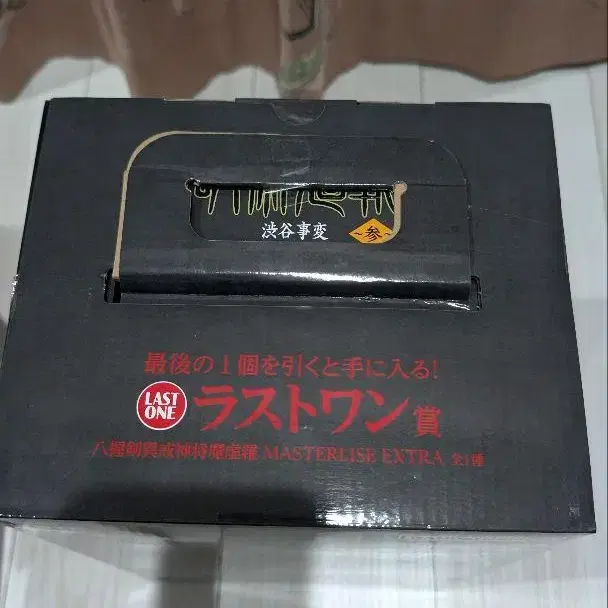 渋谷事変
～参～
最後の1個を引くと手に入る!
LAST
ONE
ラストワン賞
八握剣異戒神将魔虚羅 MASTERLISE EXTRA 全1種